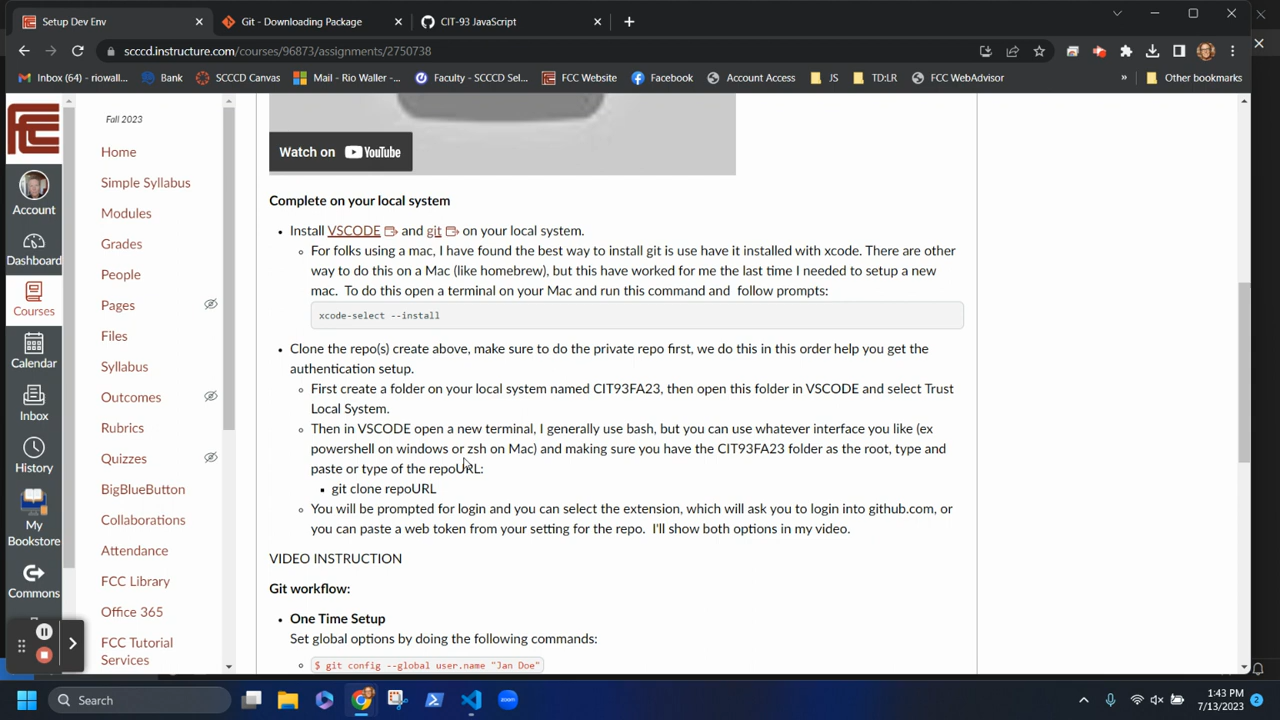 Setup Dev Env
Git - Downloading Package
CIT-93 JavaScript
scccd.instructure.com/courses/96873/assignments/2750738
Inbox (64) - riowall...
Bank
SCCCD Canvas
Mail - Rio Waller -...
Faculty - SCCCD Sel...
FCC Website
Facebook
Account Access
JS
TD:LR
FCC WebAdvisor
»
Other bookmarks
Account
Dashboard
Courses
Calendar
Inbox
History
My
Bookstore
Commons
Fall 2023
Home
Simple Syllabus
Modules
Grades
People
Pages
Files
Syllabus
Outcomes
Rubrics
Quizzes
BigBlueButton
Collaborations
Attendance
FCC Library
Office 365
FCC Tutorial
Services
Watch on YouTube
Complete on your local system
Install VSCODE and git on your local system.
For folks using a mac, I have found the best way to install git is use have it installed with xcode. There are other
way to do this on a Mac (like homebrew), but this have worked for me the last time I needed to setup a new
mac. To do this open a terminal on your Mac and run this command and follow prompts:
xcode-select --install
Clone the repo(s) create above, make sure to do the private repo first, we do this in this order help you get the
authentication setup.
First create a folder on your local system named CIT93FA23, then open this folder in VSCODE and select Trust
Local System.
Then in VSCODE open a new terminal, I generally use bash, but you can use whatever interface you like (ex
powershell on windows or zsh on Mac) and making sure you have the CIT93FA23 folder as the root, type and
paste or type of the repoURL:
git clone repoURL
You will be prompted for login and you can select the extension, which will ask you to login into github.com, or
you can paste a web token from your setting for the repo. I'll show both options in my video.
VIDEO INSTRUCTION
Git workflow:
One Time Setup
Set global options by doing the following commands:
$ git config --global user.name "Jan Doe"
Search
zoom
1:43 PM
7/13/2023
2